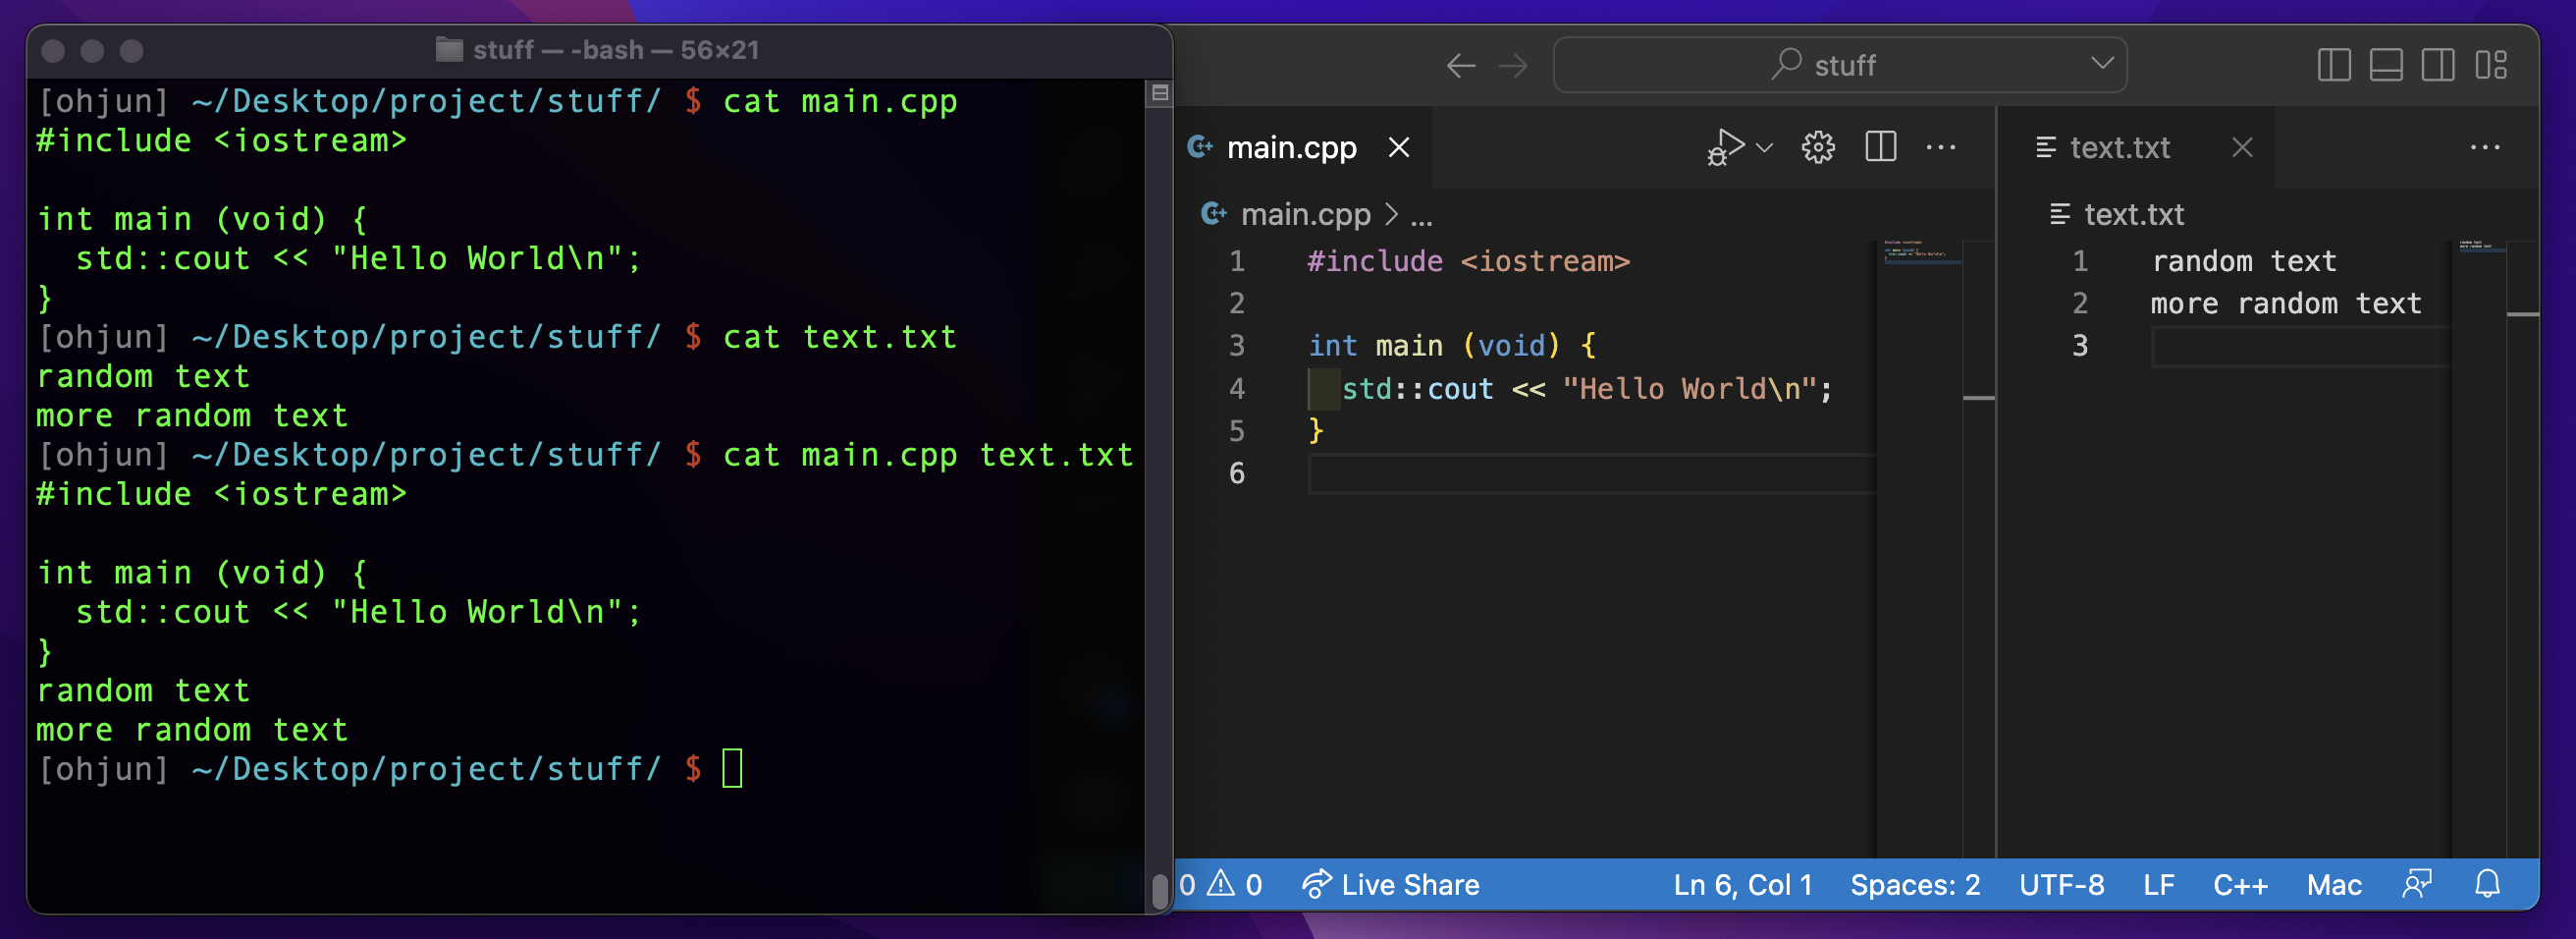 stuff — -bash — 56×21
[ohjun] ~/Desktop/project/stuff/ $ cat main.cpp
#include <iostream>

int main (void) {
  std::cout << "Hello World\n";
}
[ohjun] ~/Desktop/project/stuff/ $ cat text.txt
random text
more random text
[ohjun] ~/Desktop/project/stuff/ $ cat main.cpp text.txt
#include <iostream>

int main (void) {
  std::cout << "Hello World\n";
}
random text
more random text
[ohjun] ~/Desktop/project/stuff/ $
stuff
main.cpp
main.cpp > ...
1 #include <iostream>
2
3 int main (void) {
4   std::cout << "Hello World\n";
5 }
6
text.txt
text.txt
1 random text
2 more random text
3
0 0 Live Share Ln 6, Col 1 Spaces: 2 UTF-8 LF C++ Mac